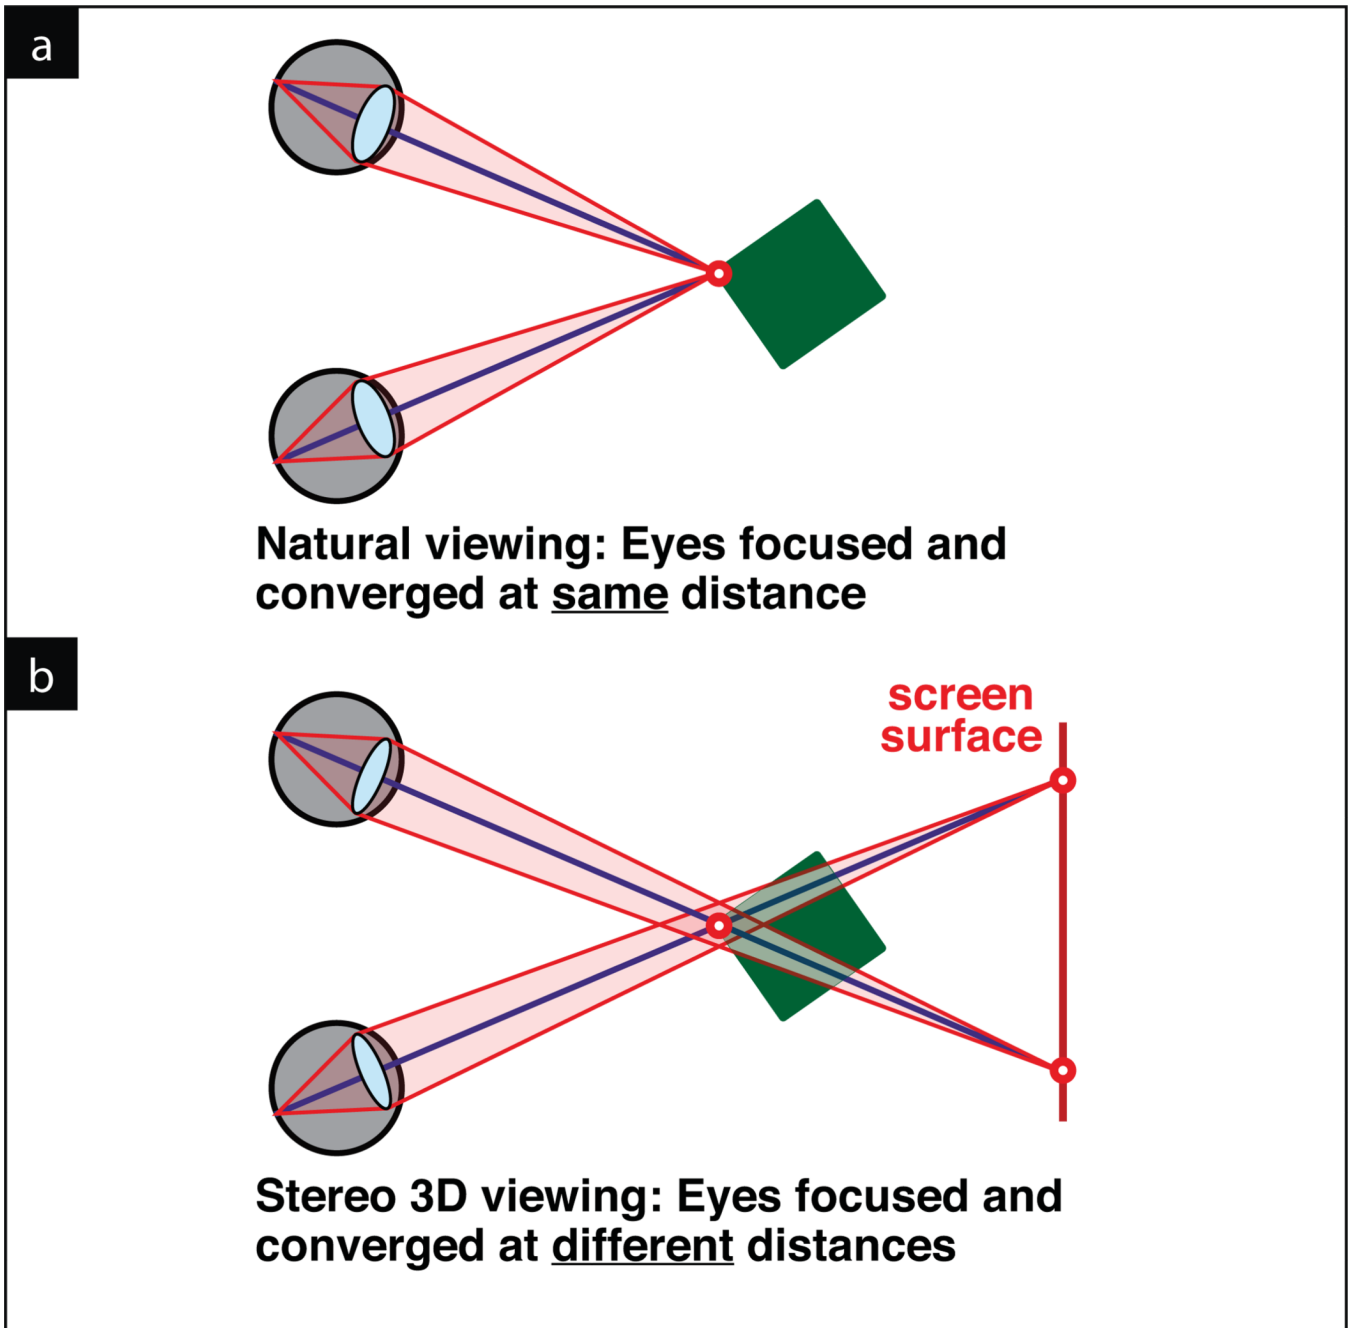 a
Natural viewing: Eyes focused and
converged at same distance
b
screen
surface
Stereo 3D viewing: Eyes focused and
converged at different distances